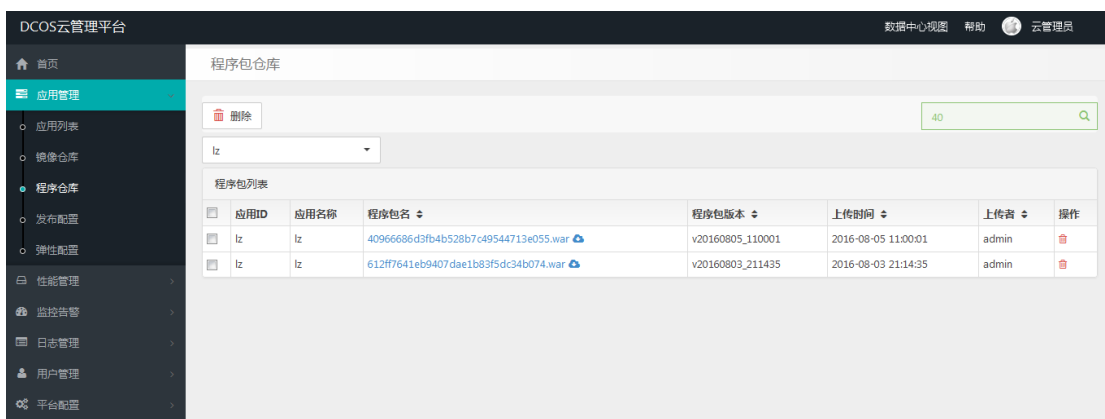 DCOS云管理平台
数据中心视图 帮助 云管理员
首页
应用管理
应用列表
镜像仓库
程序仓库
发布配置
弹性配置
性能管理
监控告警
日志管理
用户管理
平台配置
程序包仓库
删除
40
lz
程序包列表
应用ID 应用名称 程序包名 程序包版本 上传时间 上传者 操作
lz lz 40966686d3fb4b528b7c49544713e055.war v20160805_110001 2016-08-05 11:00:01 admin
lz lz 612ff7641eb9407dae1b83f5dc34b074.war v20160803_211435 2016-08-03 21:14:35 admin